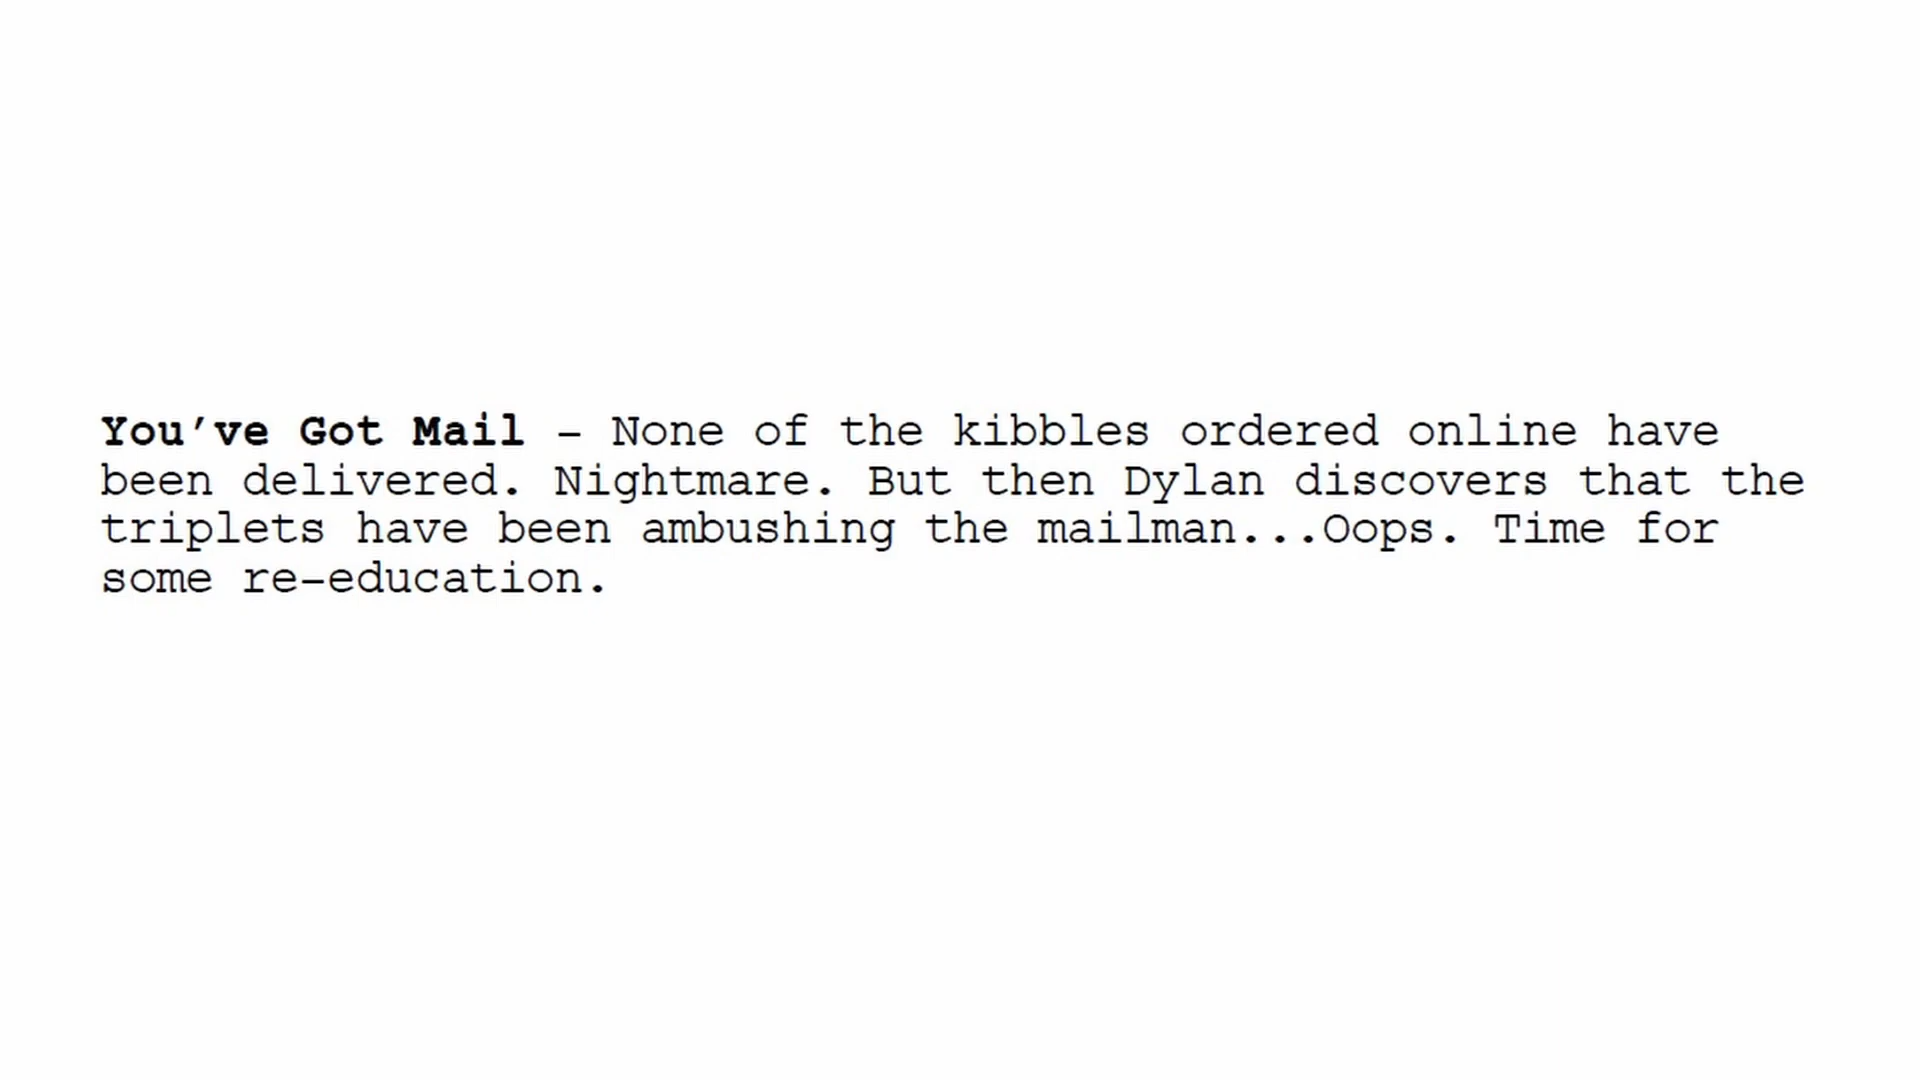 You’ve Got Mail – None of the kibbles ordered online have
been delivered. Nightmare. But then Dylan discovers that the
triplets have been ambushing the mailman...Oops. Time for
some re-education.